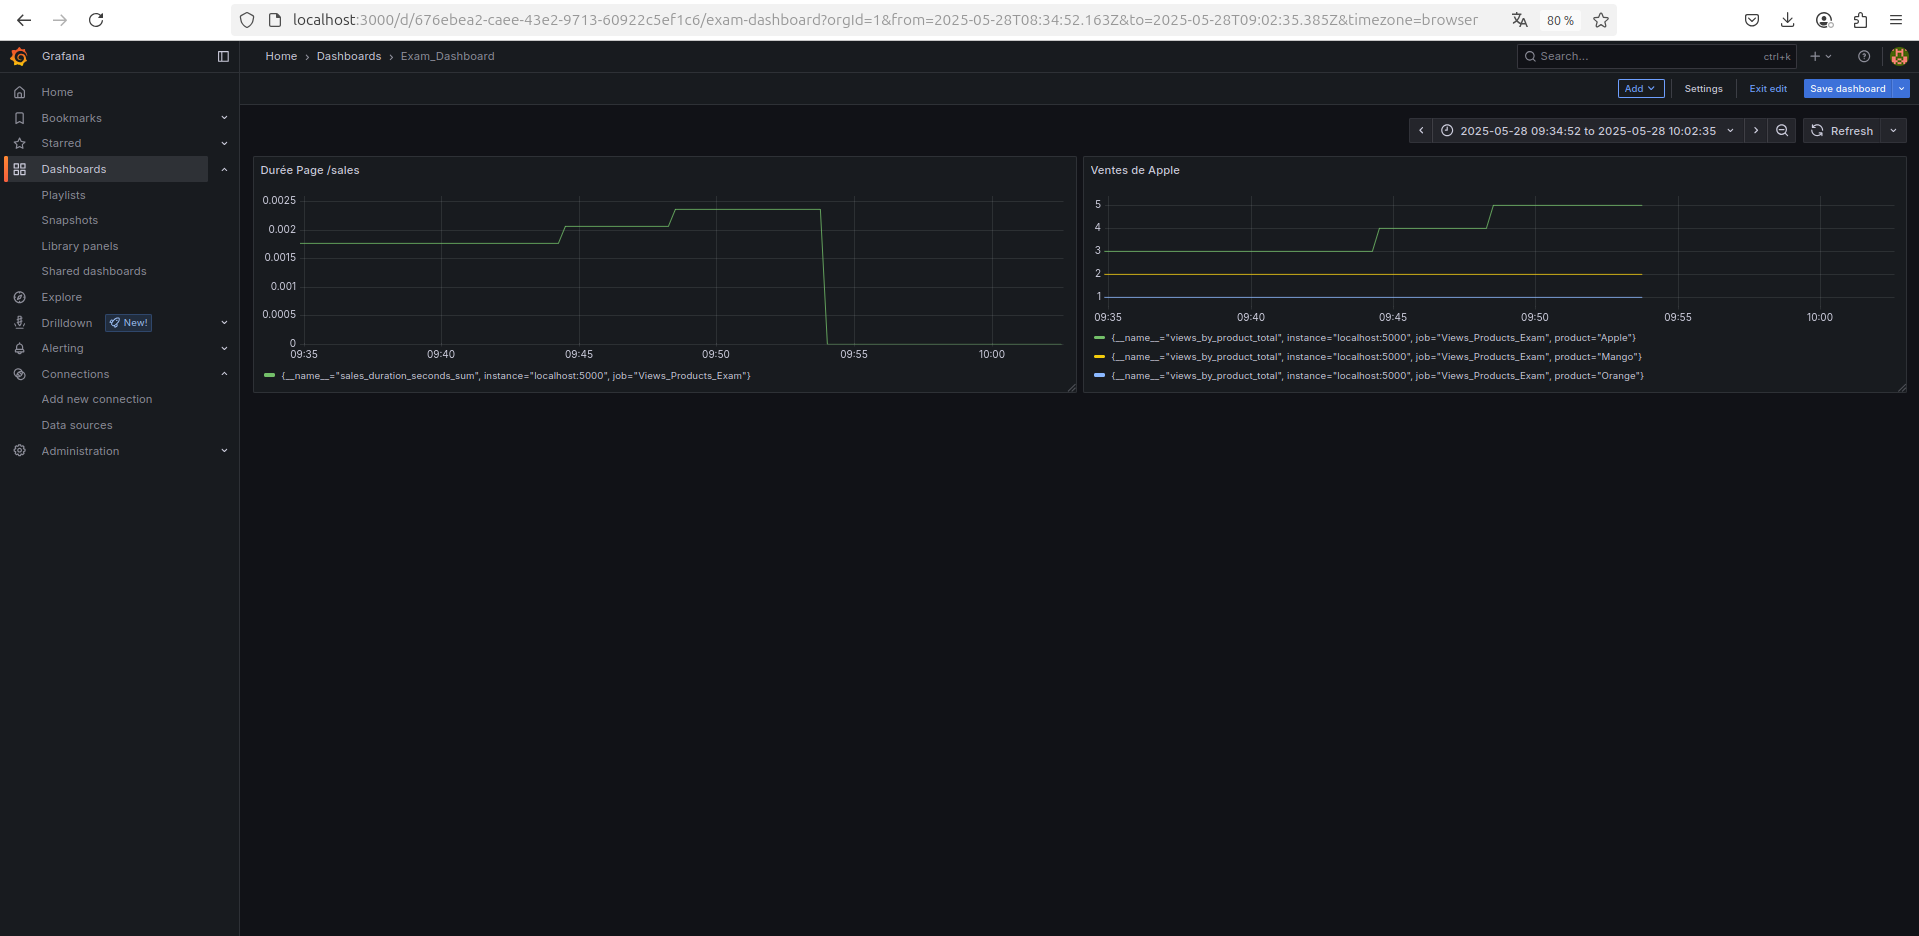 localhost:3000/d/676ebea2-caee-43e2-9713-60922c5ef1c6/exam-dashboard?orgId=1&from=2025-05-28T08:34:52.163Z&to=2025-05-28T09:02:35.385Z&timezone=browser
80 %
Grafana
Home › Dashboards › Exam_Dashboard
Search...
ctrl+k
Add
Settings
Exit edit
Save dashboard
Home
Bookmarks
Starred
Dashboards
Playlists
Snapshots
Library panels
Shared dashboards
Explore
Drilldown
New!
Alerting
Connections
Add new connection
Data sources
Administration
2025-05-28 09:34:52 to 2025-05-28 10:02:35
Refresh
Durée Page /sales
0.0025
0.002
0.0015
0.001
0.0005
0
09:35 09:40 09:45 09:50 09:55 10:00
{__name__="sales_duration_seconds_sum", instance="localhost:5000", job="Views_Products_Exam"}
Ventes de Apple
5
4
3
2
1
09:35 09:40 09:45 09:50 09:55 10:00
{__name__="views_by_product_total", instance="localhost:5000", job="Views_Products_Exam", product="Apple"}
{__name__="views_by_product_total", instance="localhost:5000", job="Views_Products_Exam", product="Mango"}
{__name__="views_by_product_total", instance="localhost:5000", job="Views_Products_Exam", product="Orange"}